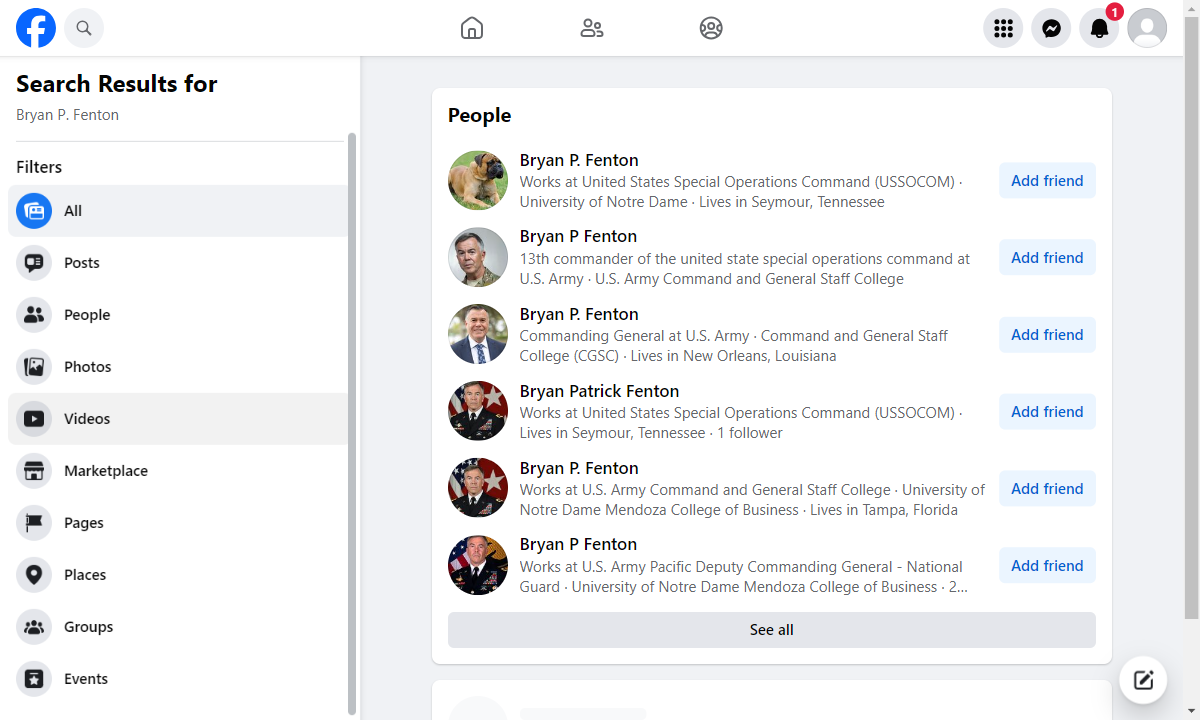 1
Search Results for
Bryan P. Fenton
Filters
All
Posts
People
Photos
Videos
Marketplace
Pages
Places
Groups
Events
People
Bryan P. Fenton
Works at United States Special Operations Command (USSOCOM) ·
University of Notre Dame · Lives in Seymour, Tennessee
Add friend
Bryan P Fenton
13th commander of the united state special operations command at
U.S. Army · U.S. Army Command and General Staff College
Add friend
Bryan P. Fenton
Commanding General at U.S. Army · Command and General Staff
College (CGSC) · Lives in New Orleans, Louisiana
Add friend
Bryan Patrick Fenton
Works at United States Special Operations Command (USSOCOM) ·
Lives in Seymour, Tennessee · 1 follower
Add friend
Bryan P. Fenton
Works at U.S. Army Command and General Staff College · University of
Notre Dame Mendoza College of Business · Lives in Tampa, Florida
Add friend
Bryan P Fenton
Works at U.S. Army Pacific Deputy Commanding General - National
Guard · University of Notre Dame Mendoza College of Business · 2...
Add friend
See all